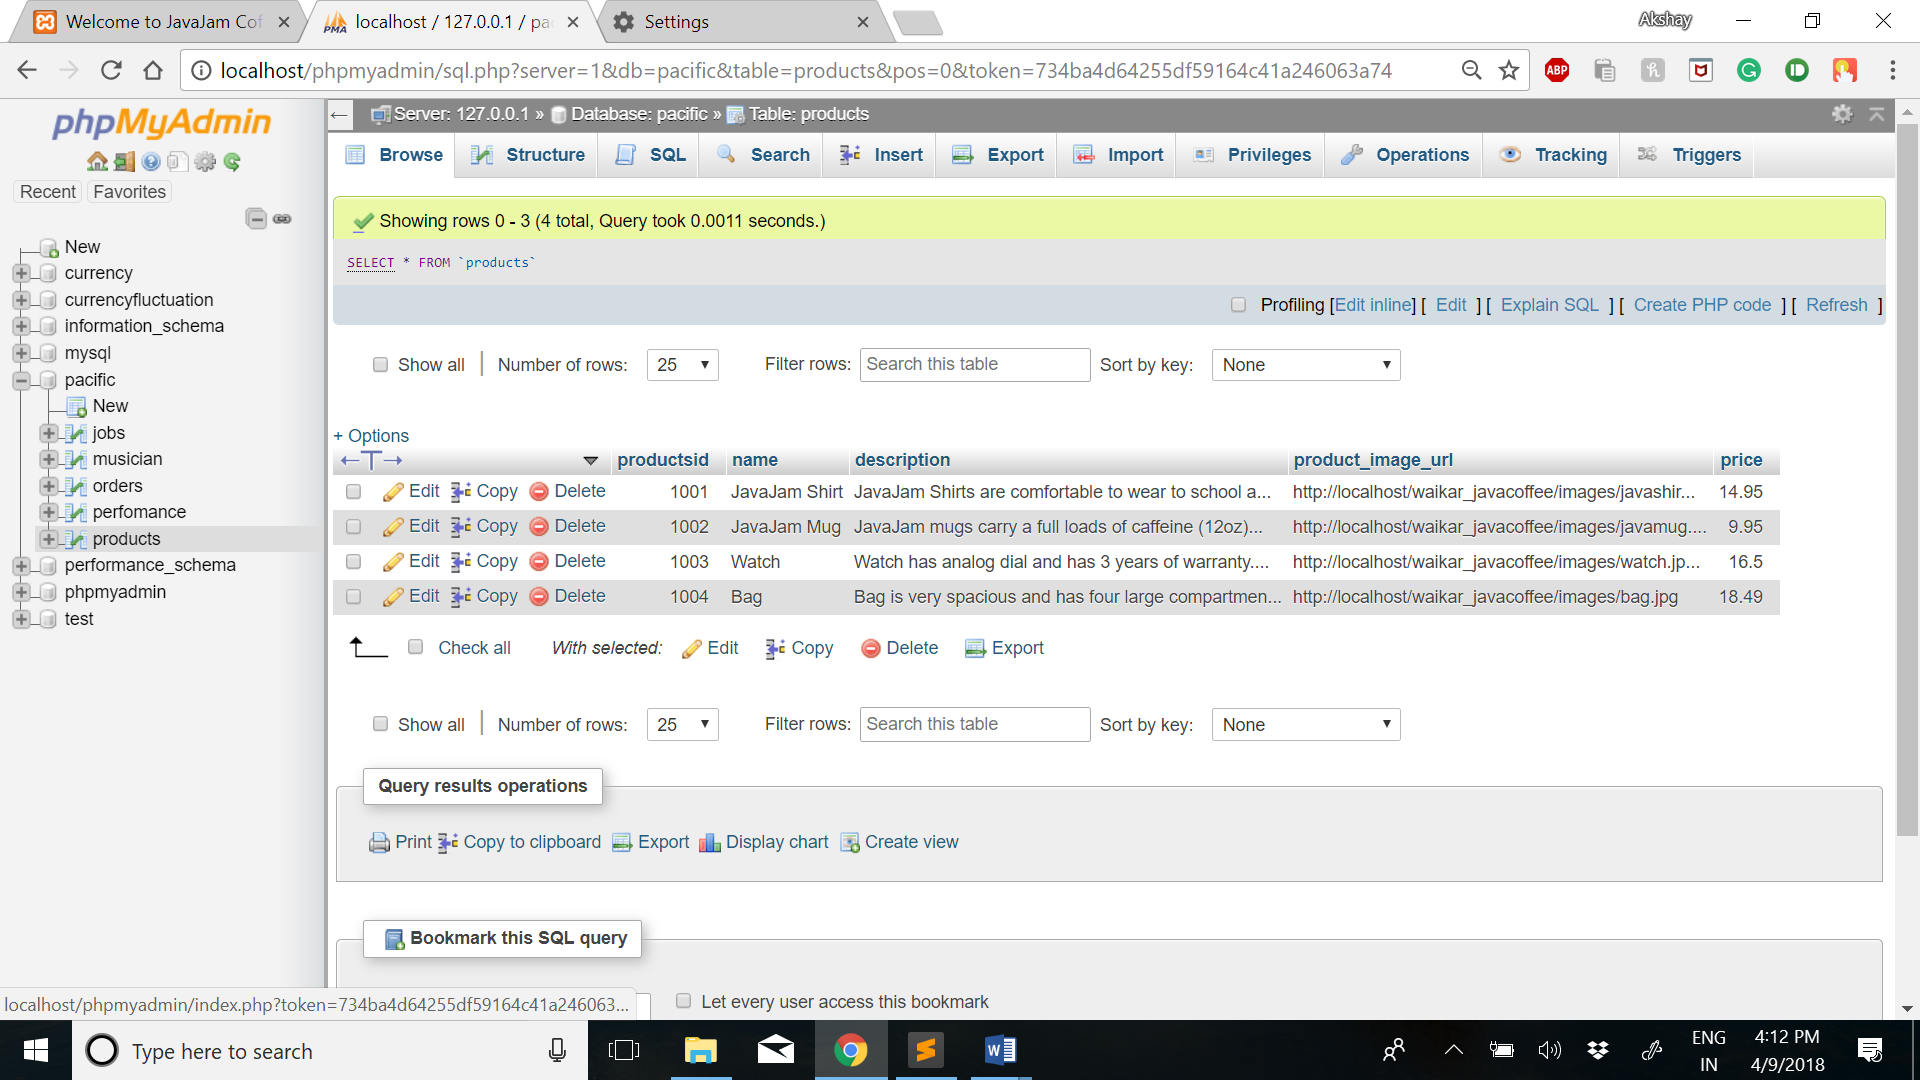 Welcome to JavaJam Cof
localhost / 127.0.0.1 / pac
Settings
Akshay
localhost/phpmyadmin/sql.php?server=1&db=pacific&table=products&pos=0&token=734ba4d64255df59164c41a246063a74
phpMyAdmin
Recent Favorites
New
currency
currencyfluctuation
information_schema
mysql
pacific
New
jobs
musician
orders
perfomance
products
performance_schema
phpmyadmin
test
Server: 127.0.0.1 » Database: pacific » Table: products
Browse Structure SQL Search Insert Export Import Privileges Operations Tracking Triggers
Showing rows 0 - 3 (4 total, Query took 0.0011 seconds.)
SELECT * FROM `products`
Profiling [Edit inline] [ Edit ] [ Explain SQL ] [ Create PHP code ] [ Refresh ]
Show all | Number of rows: 25 Filter rows: Search this table Sort by key: None
+ Options
productsid name description product_image_url price
Edit Copy Delete 1001 JavaJam Shirt JavaJam Shirts are comfortable to wear to school a... http://localhost/waikar_javacoffee/images/javashir... 14.95
Edit Copy Delete 1002 JavaJam Mug JavaJam mugs carry a full loads of caffeine (12oz)... http://localhost/waikar_javacoffee/images/javamug.... 9.95
Edit Copy Delete 1003 Watch Watch has analog dial and has 3 years of warranty.... http://localhost/waikar_javacoffee/images/watch.jp... 16.5
Edit Copy Delete 1004 Bag Bag is very spacious and has four large compartmen... http://localhost/waikar_javacoffee/images/bag.jpg 18.49
Check all With selected: Edit Copy Delete Export
Show all | Number of rows: 25 Filter rows: Search this table Sort by key: None
Query results operations
Print Copy to clipboard Export Display chart Create view
Bookmark this SQL query
localhost/phpmyadmin/index.php?token=734ba4d64255df59164c41a246063...
Let every user access this bookmark
Type here to search
ENG
IN
4:12 PM
4/9/2018